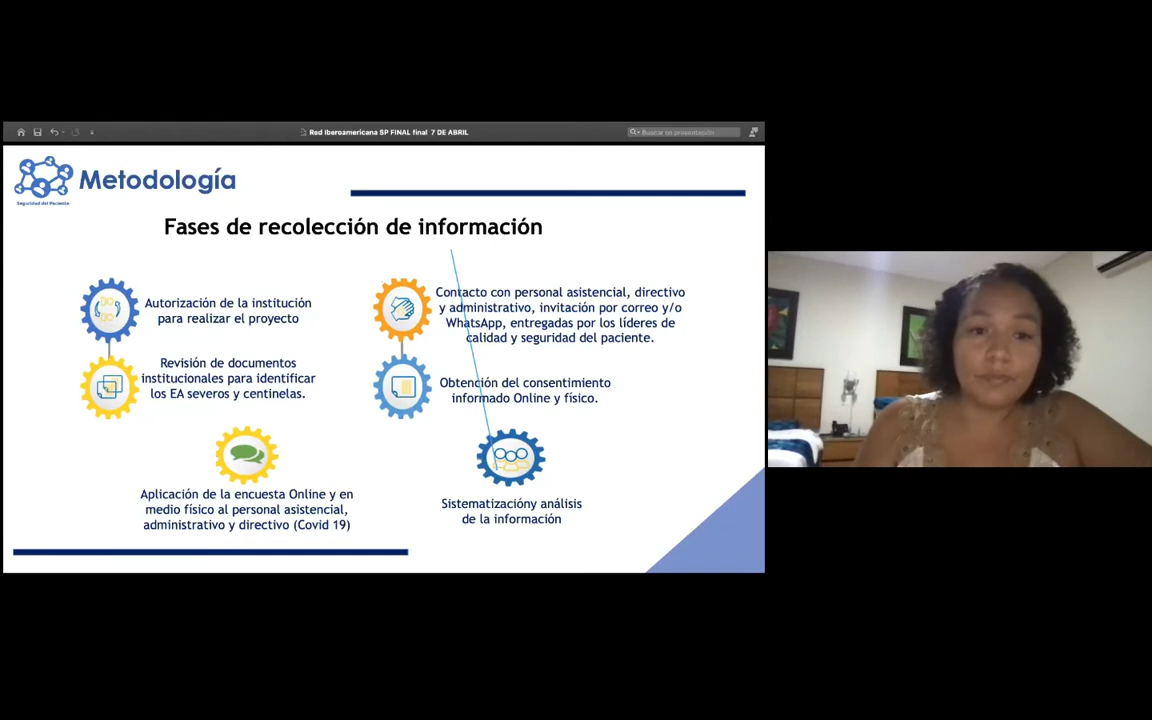 Red Iberoamericana SP FINAL final 7 DE ABRIL
Buscar en presentación
Metodología
Seguridad del Paciente
Fases de recolección de información
Autorización de la institución
para realizar el proyecto
Contacto con personal asistencial, directivo
y administrativo, invitación por correo y/o
WhatsApp, entregadas por los líderes de
calidad y seguridad del paciente.
Revisión de documentos
institucionales para identificar
los EA severos y centinelas.
Obtención del consentimiento
informado Online y físico.
Aplicación de la encuesta Online y en
medio físico al personal asistencial,
administrativo y directivo (Covid 19)
Sistematizacióny análisis
de la información